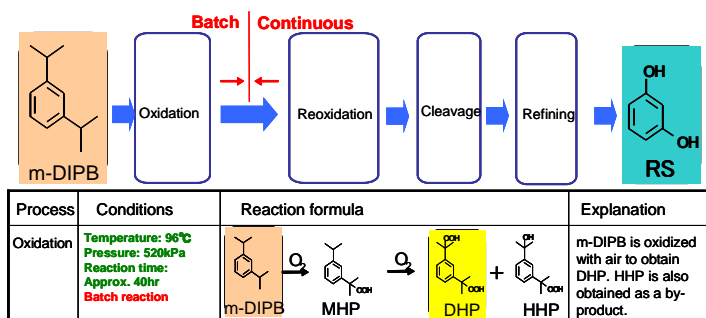 Batch Continuous
m-DIPB
Oxidation
Reoxidation
Cleavage
Refining
OH
OH
RS
Process Conditions Reaction formula Explanation
Oxidation
Temperature: 96℃
Pressure: 520kPa
Reaction time:
Approx. 40hr
Batch reaction
m-DIPB
O2
OOH
MHP
O2
OOH
OOH
DHP
+
OH
OOH
HHP
m-DIPB is oxidized
with air to obtain
DHP. HHP is also
obtained as a by-
product.